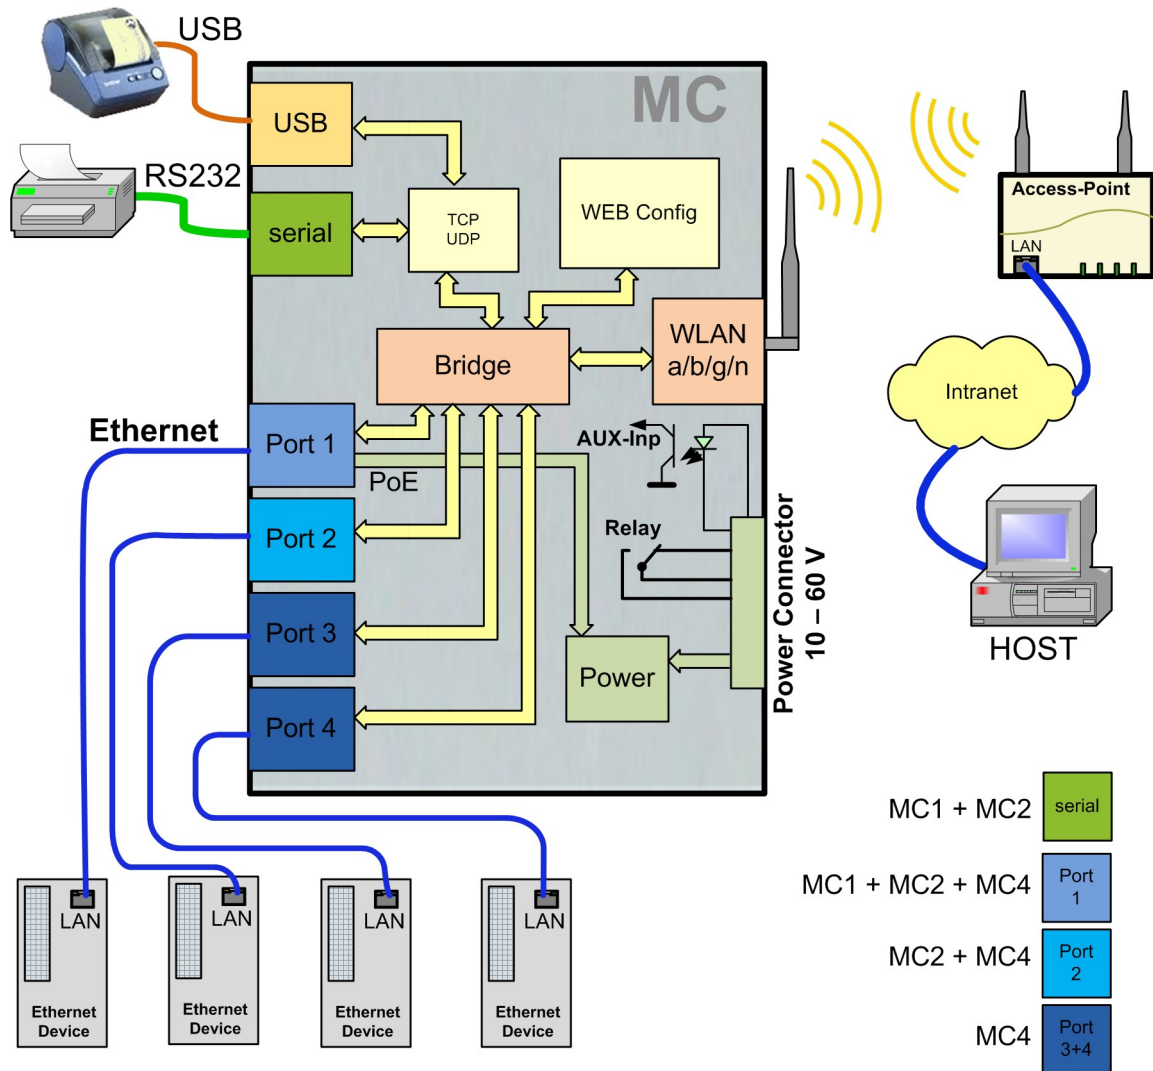 USB
MC
USB
RS232
serial
TCP
UDP
WEB Config
Access-Point
LAN
WLAN
a/b/g/n
Bridge
Intranet
Ethernet
Port 1
AUX-Inp
PoE
Port 2
Relay
Power Connector
10 – 60 V
Port 3
HOST
Power
Port 4
MC1 + MC2
serial
MC1 + MC2 + MC4
Port
1
MC2 + MC4
Port
2
MC4
Port
3+4
LAN
LAN
LAN
LAN
Ethernet
Device
Ethernet
Device
Ethernet
Device
Ethernet
Device